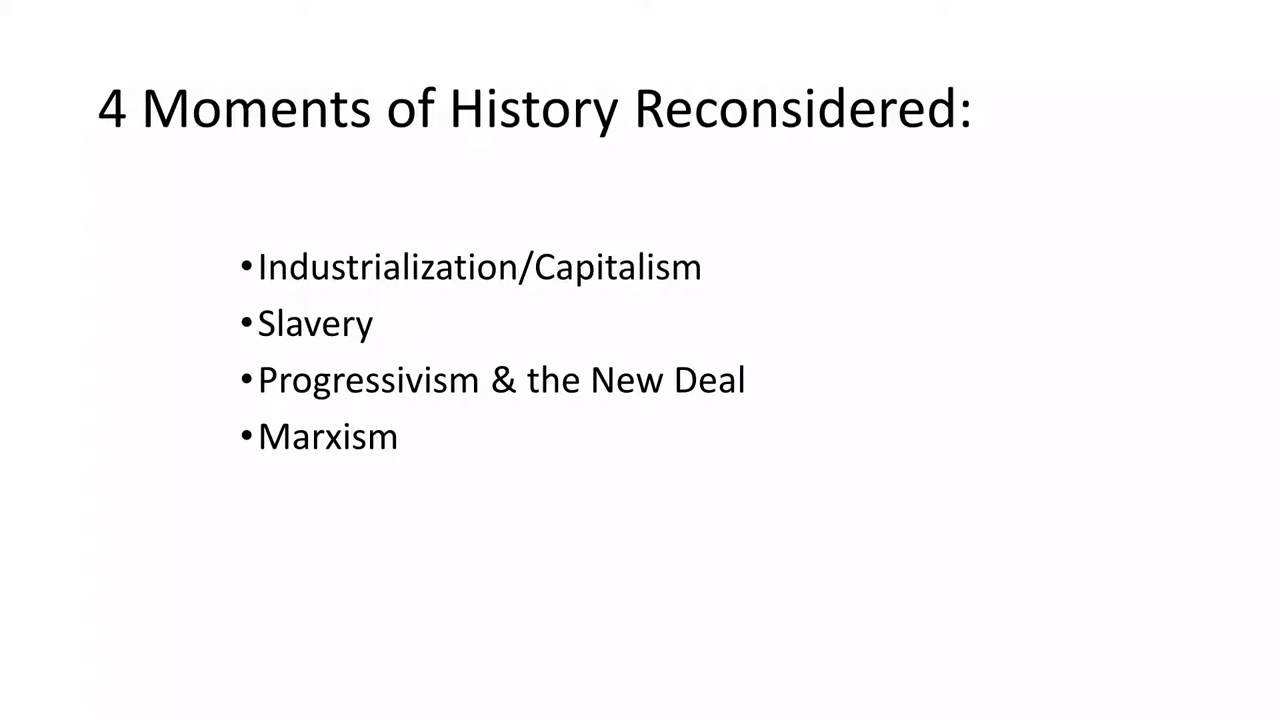 4 Moments of History Reconsidered:
•Industrialization/Capitalism
•Slavery
•Progressivism & the New Deal
•Marxism